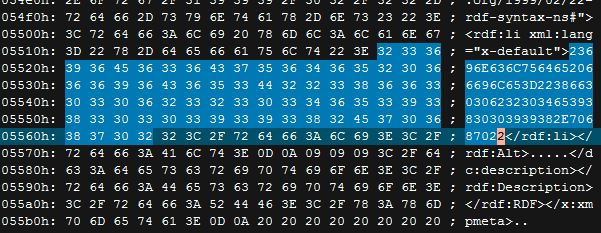 054e0h: 2E 6F 72 67 2F 31 39 39 39 2F 30 32 2F 32 32 2D ; .org/1999/02/22-
054f0h: 72 64 66 2D 73 79 6E 74 61 78 2D 6E 73 23 22 3E ; rdf-syntax-ns#">
05500h: 3C 72 64 66 3A 6C 69 20 78 6D 6C 3A 6C 61 6E 67 ; <rdf:li xml:lang
05510h: 3D 22 78 2D 64 65 66 61 75 6C 74 22 3E 32 33 36 ; ="x-default">236
05520h: 39 36 45 36 33 36 43 37 35 36 34 36 35 32 30 36 ; 96E636C756465206
05530h: 36 36 39 36 43 36 35 33 44 32 32 33 38 36 36 33 ; 6696C653D2238663
05540h: 30 33 30 36 32 33 32 33 30 33 34 36 35 33 39 33 ; 0306232303465393
05550h: 38 33 30 33 30 33 39 33 39 33 38 32 45 37 30 36 ; 830303939382E706
05560h: 38 37 30 32 32 3C 2F 72 64 66 3A 6C 69 3E 3C 2F ; 87022</rdf:li></
05570h: 72 64 66 3A 41 6C 74 3E 0D 0A 09 09 09 3C 2F 64 ; rdf:Alt>.....</d
05580h: 63 3A 64 65 73 63 72 69 70 74 69 6F 6E 3E 3C 2F ; c:description></
05590h: 72 64 66 3A 44 65 73 63 72 69 70 74 69 6F 6E 3E ; rdf:Description>
055a0h: 3C 2F 72 64 66 3A 52 44 46 3E 3C 2F 78 3A 78 6D ; </rdf:RDF></x:xm
055b0h: 70 6D 65 74 61 3E 0D 0A 20 20 20 20 20 20 20 20 ; pmeta>..